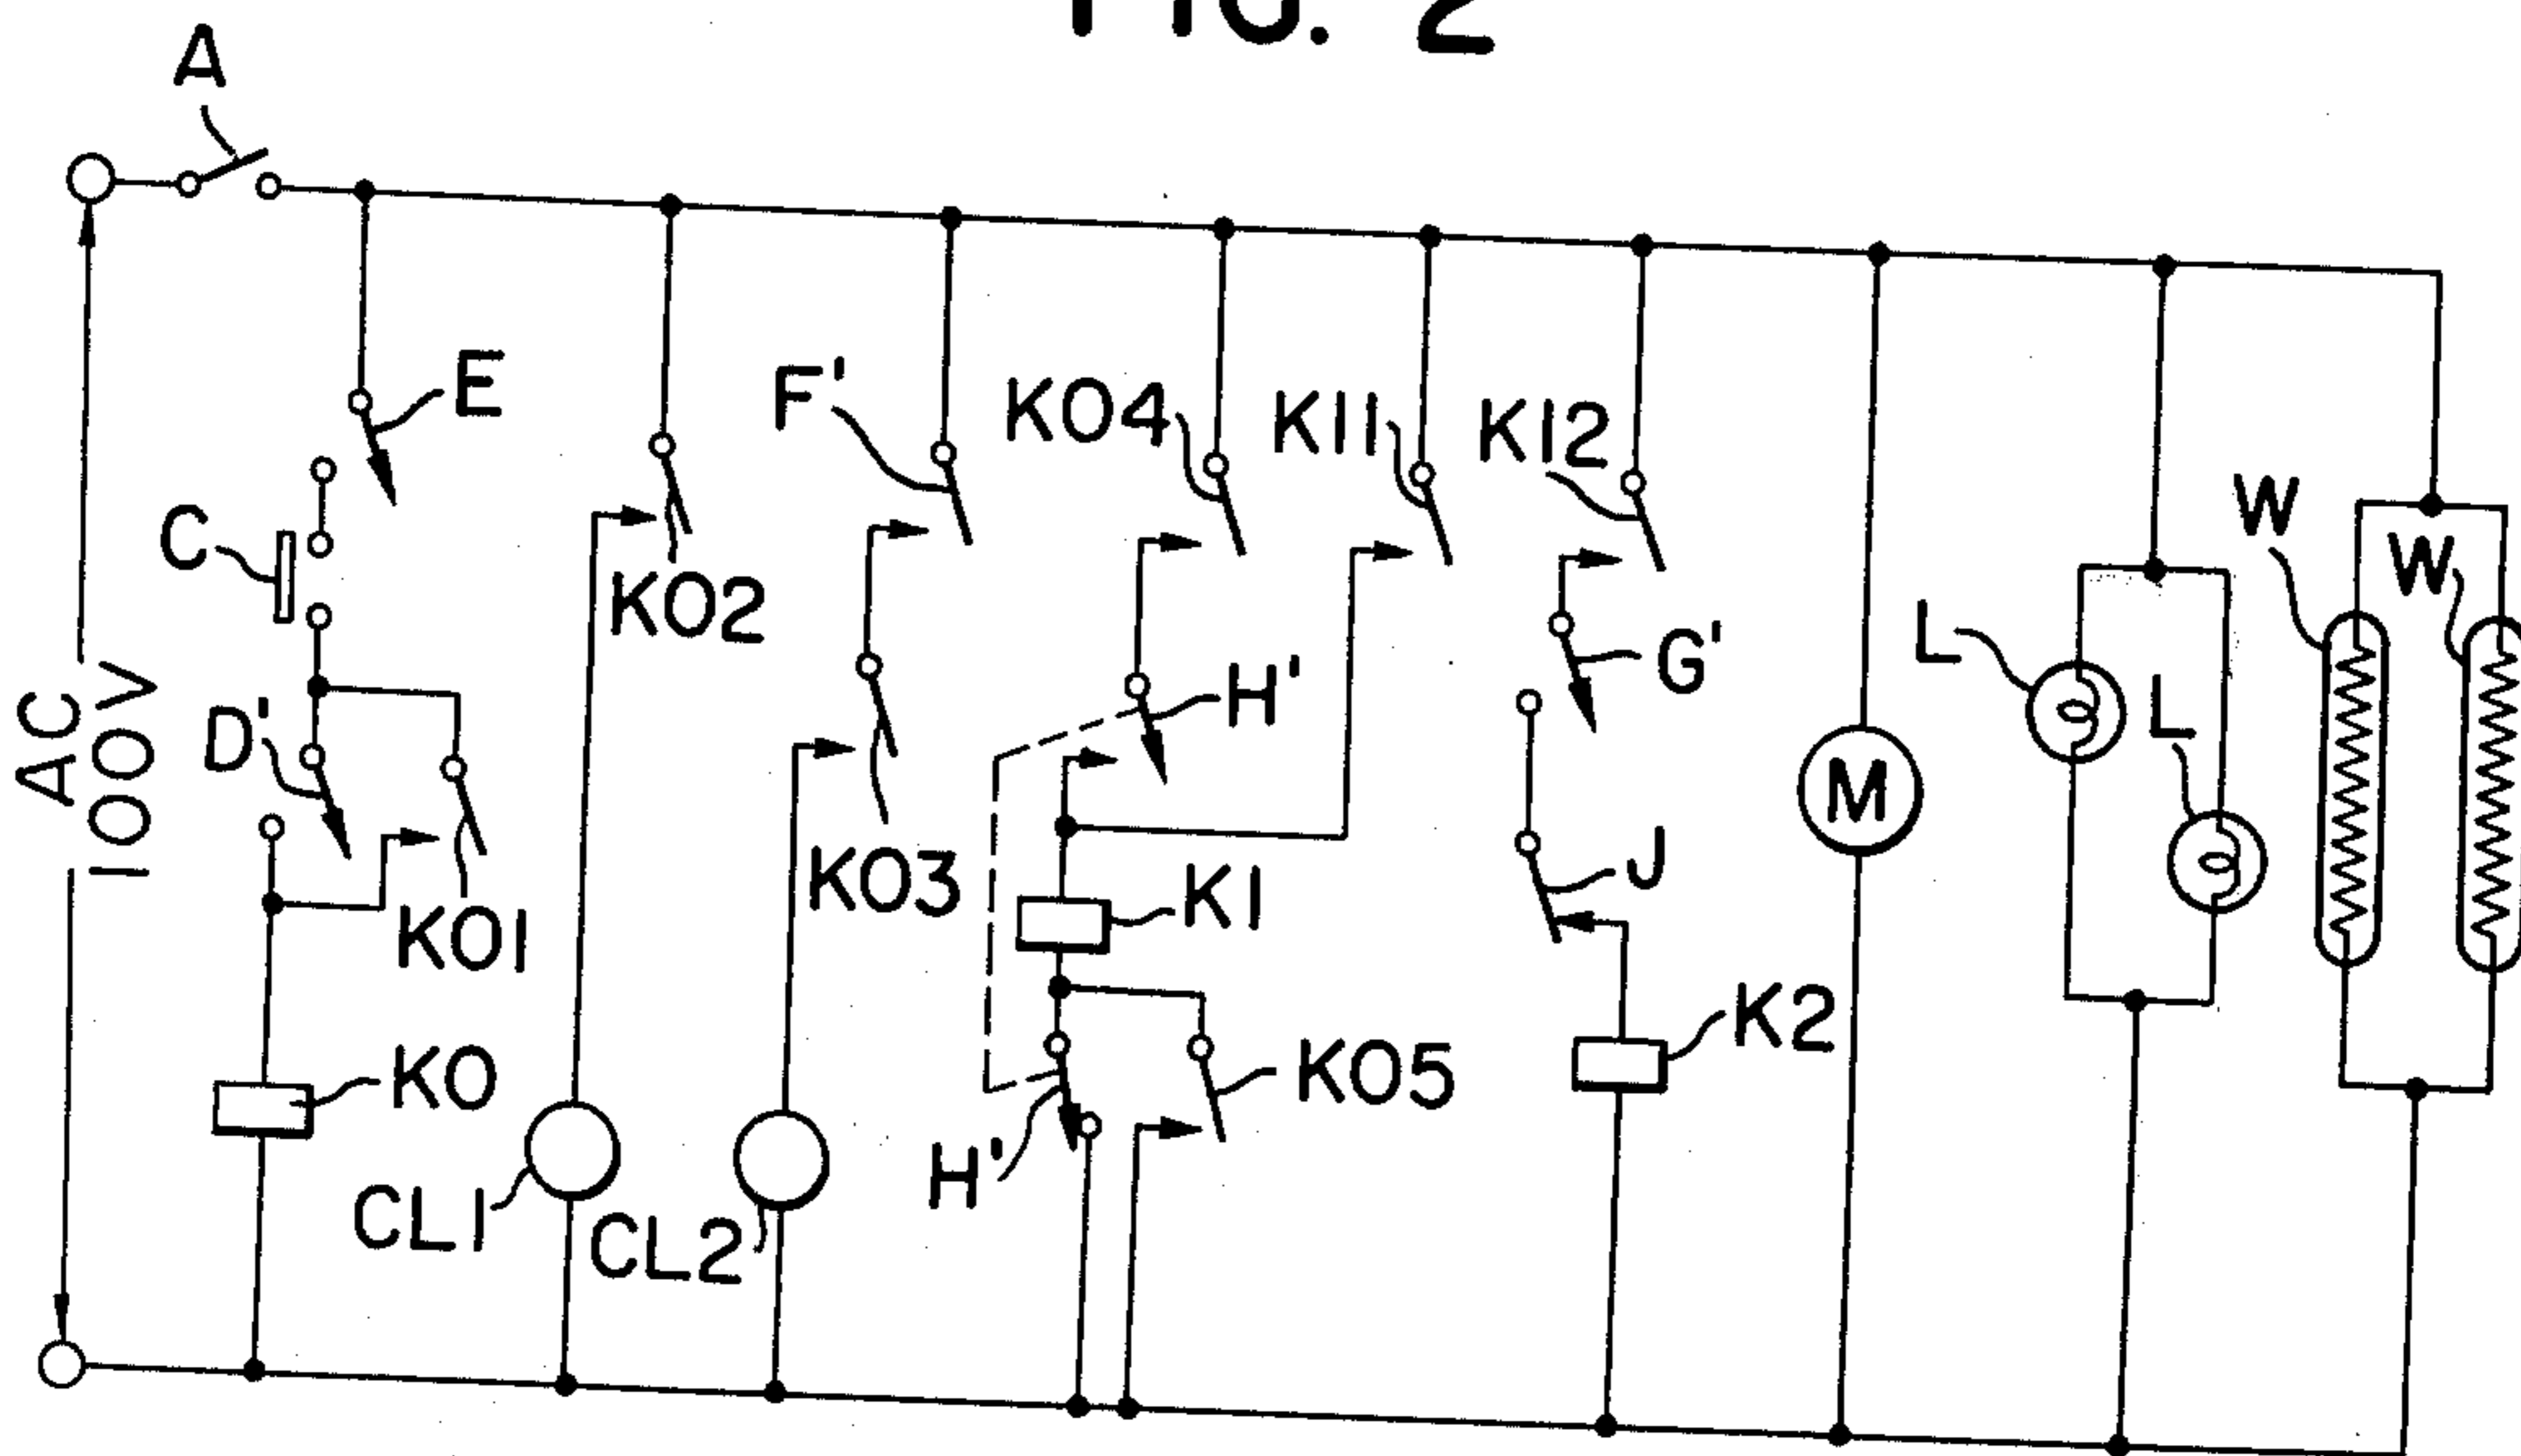 FIG. 2
A
E
F'
K04
K11
K12
C
K02
W
W
G'
L
H'
L
D'
AC
100V
M
K03
J
K1
K01
K0
K05
K2
H'
CL1
CL2